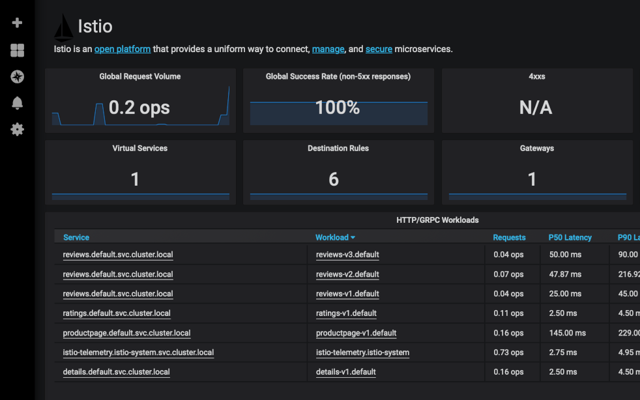 Istio
Istio is an open platform that provides a uniform way to connect, manage, and secure microservices.
Global Request Volume
0.2 ops
Global Success Rate (non-5xx responses)
100%
4xxs
N/A
Virtual Services
1
Destination Rules
6
Gateways
1
HTTP/GRPC Workloads
Service Workload Requests P50 Latency P90 La
reviews.default.svc.cluster.local reviews-v3.default 0.04 ops 50.00 ms 90.00
reviews.default.svc.cluster.local reviews-v2.default 0.07 ops 47.87 ms 216.92
reviews.default.svc.cluster.local reviews-v1.default 0.04 ops 25.00 ms 45.00
ratings.default.svc.cluster.local ratings-v1.default 0.11 ops 2.50 ms 4.50 m
productpage.default.svc.cluster.local productpage-v1.default 0.16 ops 145.00 ms 229.00
istio-telemetry.istio-system.svc.cluster.local istio-telemetry.istio-system 0.73 ops 2.75 ms 4.95 m
details.default.svc.cluster.local details-v1.default 0.16 ops 2.50 ms 4.50 m